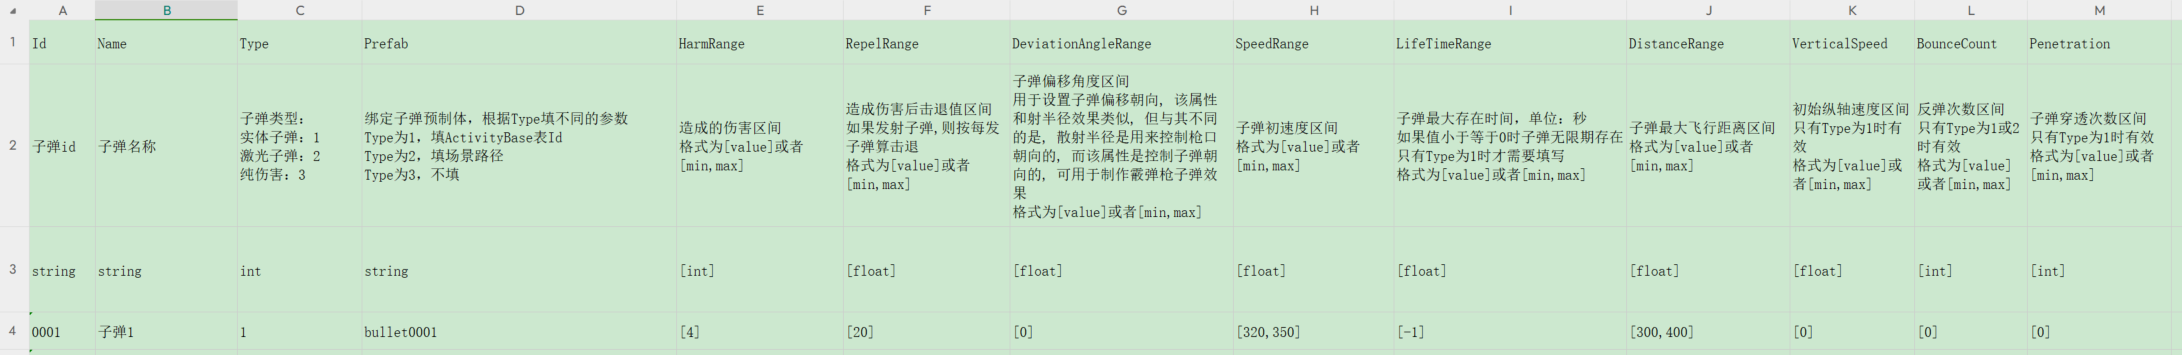 A B C D E F G H I J K L M
1 Id Name Type Prefab HarmRange RepelRange DeviationAngleRange SpeedRange LifeTimeRange DistanceRange VerticalSpeed BounceCount Penetration
2
子弹id
子弹名称
子弹类型:
实体子弹: 1
激光子弹: 2
纯伤害: 3
绑定子弹预制体, 根据Type填不同的参数
Type为1, 填ActivityBase表Id
Type为2, 填场景路径
Type为3, 不填
造成的伤害区间
格式为[value]或者
[min,max]
造成伤害后击退值区间
如果发射子弹,则按每发
子弹算击退
格式为[value]或者
[min,max]
子弹偏移角度区间
用于设置子弹偏移朝向, 该属性
和射半径效果类似, 但与其不同
的是, 散射半径是用来控制枪口
朝向的, 而该属性是控制子弹朝
向的, 可用于制作霰弹枪子弹效
果
格式为[value]或者[min,max]
子弹初速度区间
格式为[value]或者
[min,max]
子弹最大存在时间, 单位: 秒
如果值小于等于0时子弹无限期存在
只有Type为1时才需要填写
格式为[value]或者[min,max]
子弹最大飞行距离区间
格式为[value]或者
[min,max]
初始纵轴速度区间
只有Type为1时有
效
格式为[value]或
者[min,max]
反弹次数区间
只有Type为1或2
时有效
格式为[value]
或者[min,max]
子弹穿透次数区间
只有Type为1时有效
格式为[value]或者
[min,max]
3 string string int string [int] [float] [float] [float] [float] [float] [float] [int] [int]
4 0001 子弹1 1 bullet0001 [4] [20] [0] [320,350] [-1] [300,400] [0] [0] [0]